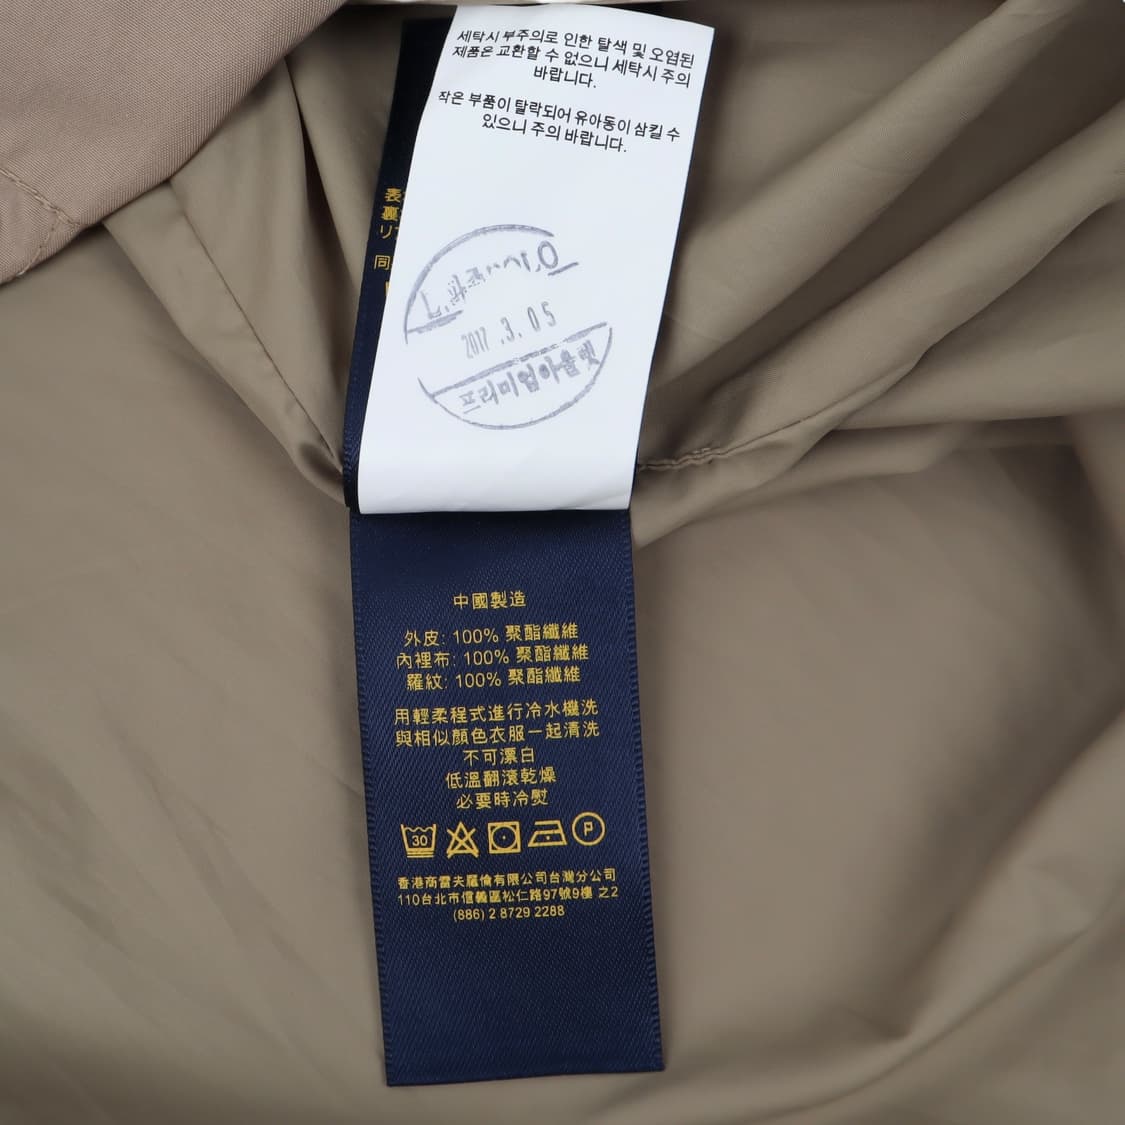 세탁시 부주의로 인한 탈색 및 오염된
제품은 교환할 수 없으니 세탁시 주의
바랍니다.
작은 부품이 탈락되어 유아동이 삼킬 수
있으니 주의 바랍니다.
2017.3.05
프리미엄아울렛
表
裏
リ
同
中國製造
外皮: 100% 聚酯纖維
內裡布: 100% 聚酯纖維
羅紋: 100% 聚酯纖維
用輕柔程式進行冷水機洗
與相似顏色衣服一起清洗
不可漂白
低溫翻滾乾燥
必要時冷熨
30
P
香港商雷夫羅倫有限公司台灣分公司
110台北市信義區松仁路97號9樓 之2
(886) 2 8729 2288